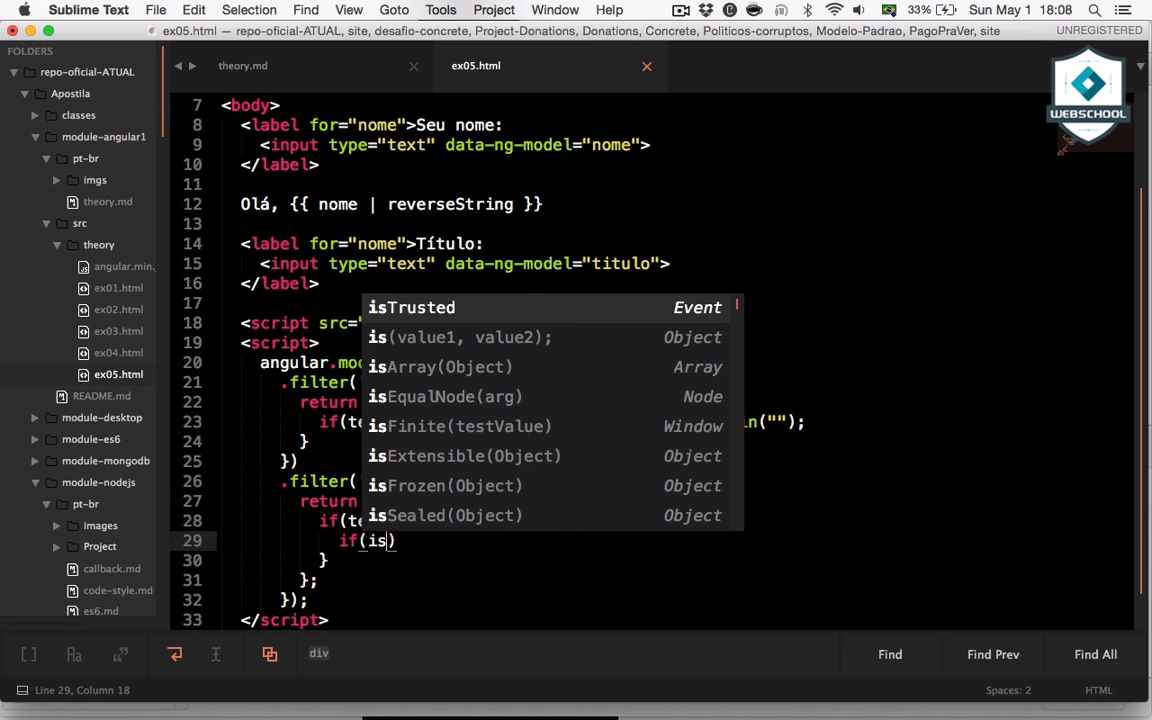 Sublime Text File Edit Selection Find View Goto Tools Project Window Help 33% Sun May 1 18:08
ex05.html — repo-oficial-ATUAL, site, desafio-concrete, Project-Donations, Donations, Concrete, Politicos-corruptos, Modelo-Padrao, PagoPraVer, site UNREGISTERED
FOLDERS
repo-oficial-ATUAL
Apostila
classes
module-angular1
pt-br
imgs
theory.md
src
theory
angular.min.
ex01.html
ex02.html
ex03.html
ex04.html
ex05.html
README.md
module-desktop
module-es6
module-mongodb
module-nodejs
pt-br
images
Project
callback.md
code-style.md
es6.md
theory.md ex05.html
WEBSCHOOL
7 <body>
8 <label for="nome">Seu nome:
9 <input type="text" data-ng-model="nome">
10 </label>
11
12 Olá, {{ nome | reverseString }}
13
14 <label for="nome">Título:
15 <input type="text" data-ng-model="titulo">
16 </label>
17
18 <script src="
19 <script>
20 angular.mod
21 .filter(
22 return
23 if(te in("");
24 }
25 })
26 .filter(
27 return
28 if(te
29 if(is)
30 }
31 };
32 });
33 </script>
isTrusted Event
is(value1, value2); Object
isArray(Object) Array
isEqualNode(arg) Node
isFinite(testValue) Window
isExtensible(Object) Object
isFrozen(Object) Object
isSealed(Object) Object
[ ] Aa div Find Find Prev Find All
Line 29, Column 18 Spaces: 2 HTML